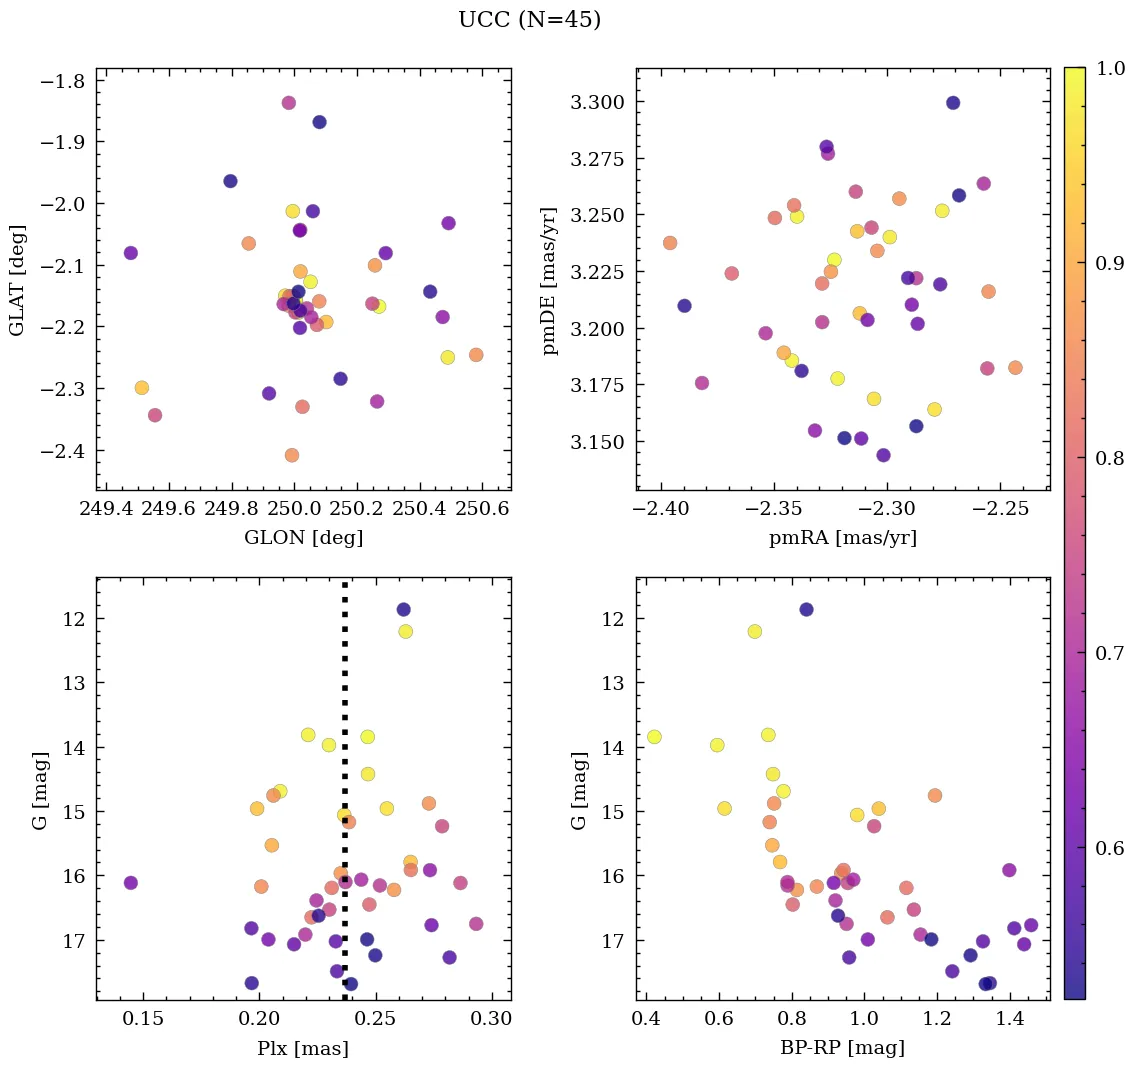 UCC (N=45)
−1.8
−1.9
−2.0
−2.1
−2.2
−2.3
−2.4
GLAT [deg]
249.4 249.6 249.8 250.0 250.2 250.4 250.6
GLON [deg]
3.300
3.275
3.250
3.225
3.200
3.175
3.150
pmDE [mas/yr]
−2.40 −2.35 −2.30 −2.25
pmRA [mas/yr]
1.0
0.9
0.8
0.7
0.6
12
13
14
15
16
17
G [mag]
0.15 0.20 0.25 0.30
Plx [mas]
12
13
14
15
16
17
G [mag]
0.4 0.6 0.8 1.0 1.2 1.4
BP-RP [mag]